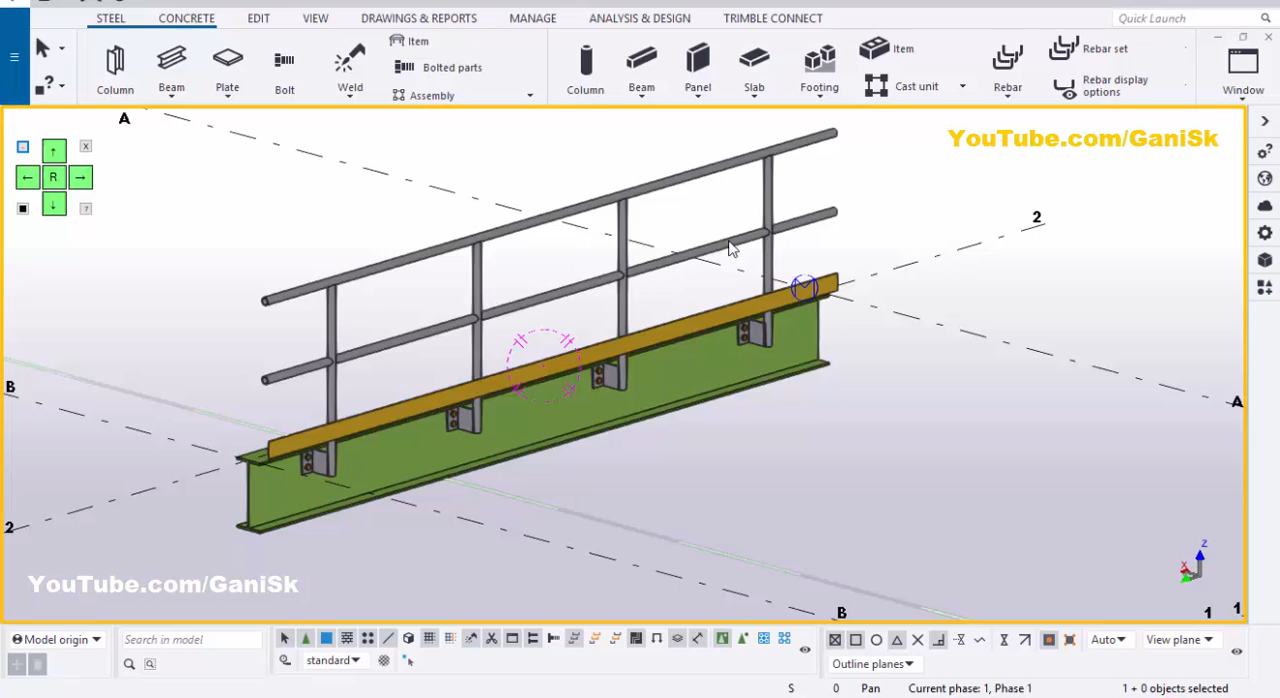 STEEL CONCRETE EDIT VIEW DRAWINGS & REPORTS MANAGE ANALYSIS & DESIGN TRIMBLE CONNECT Quick Launch
Item Item Rebar set
Bolted parts
Column Beam Plate Bolt Weld Assembly Column Beam Panel Slab Footing Cast unit Rebar Rebar display options Window
A
YouTube.com/GaniSk
X
← R →
?
2
B
A
2
YouTube.com/GaniSk
Z
X
B
1 1
Model origin Search in model Auto View plane
standard Outline planes
S 0 Pan Current phase: 1, Phase 1 1 + 0 objects selected